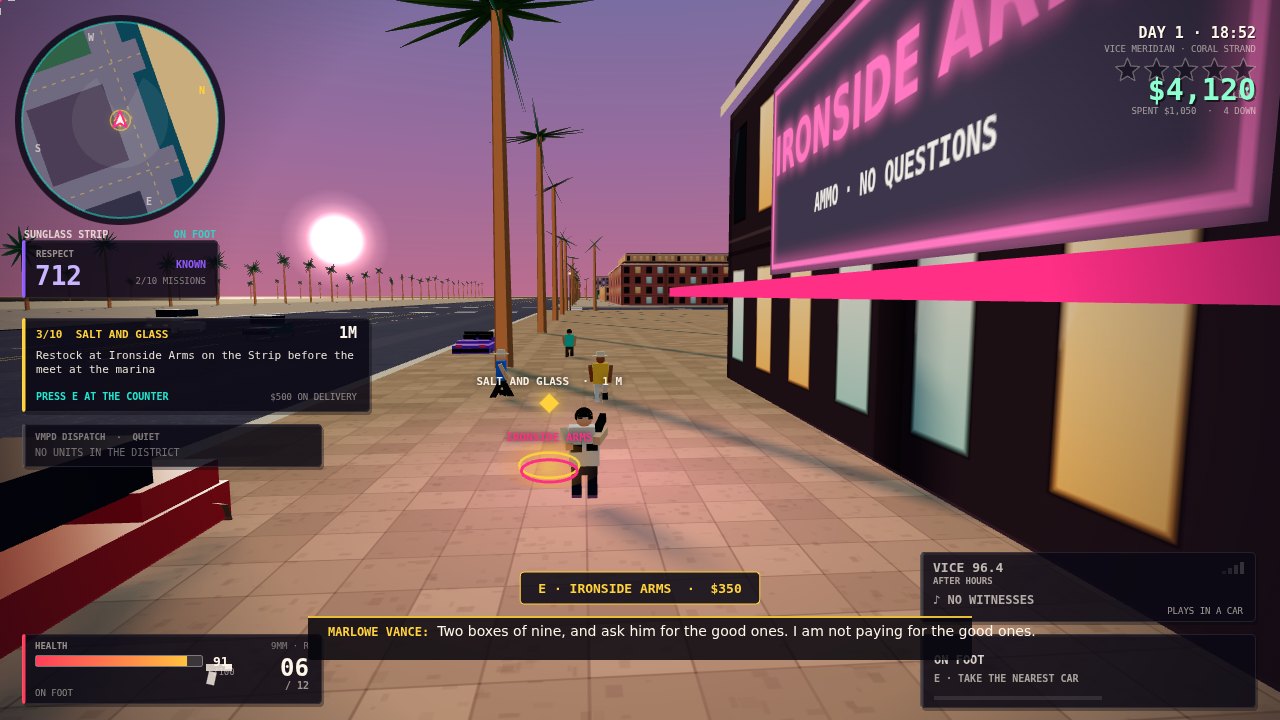 W
N
S
E
SUNGLASS STRIP
ON FOOT
RESPECT
712
KNOWN
2/10 MISSIONS
3/10 SALT AND GLASS
1M
Restock at Ironside Arms on the Strip before the
meet at the marina
PRESS E AT THE COUNTER
$500 ON DELIVERY
VMPD DISPATCH · QUIET
NO UNITS IN THE DISTRICT
IRONSIDE AR
AMMO · NO QUESTIONS
DAY 1 · 18:52
VICE MERIDIAN · CORAL STRAND
$4,120
SPENT $1,050 · 4 DOWN
SALT AND GLASS · 1 M
IRONSIDE ARMS
E · IRONSIDE ARMS · $350
MARLOWE VANCE: Two boxes of nine, and ask him for the good ones. I am not paying for the good ones.
HEALTH
91
100
9MM · R
06
/ 12
ON FOOT
VICE 96.4
AFTER HOURS
♪ NO WITNESSES
PLAYS IN A CAR
ON FOOT
E · TAKE THE NEAREST CAR